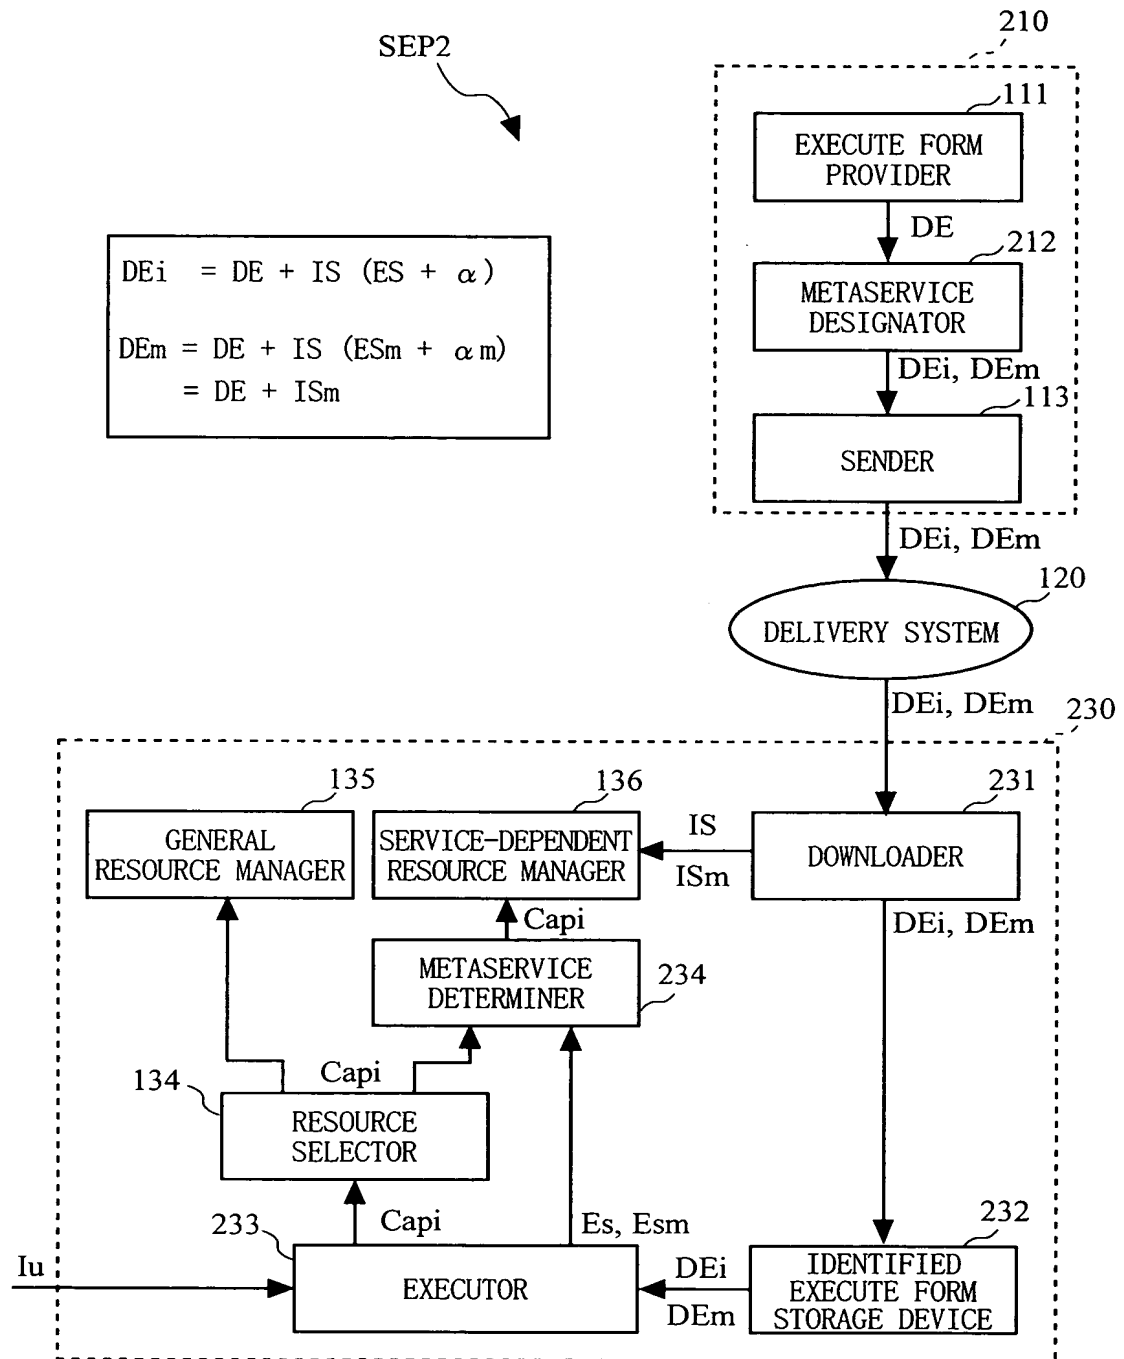 SEP2
210
111
EXECUTE FORM
PROVIDER
DE
212
METASERVICE
DESIGNATOR
DEi, DEm
113
SENDER
DEi, DEm
DEi = DE + IS (ES + α)
DEm = DE + IS (ESm + αm)
= DE + ISm
120
DELIVERY SYSTEM
DEi, DEm
230
135
GENERAL
RESOURCE MANAGER
136
SERVICE-DEPENDENT
RESOURCE MANAGER
IS
ISm
231
DOWNLOADER
DEi, DEm
Capi
METASERVICE
DETERMINER
234
Capi
134
RESOURCE
SELECTOR
Capi
Es, Esm
233
EXECUTOR
Iu
DEi
DEm
232
IDENTIFIED
EXECUTE FORM
STORAGE DEVICE